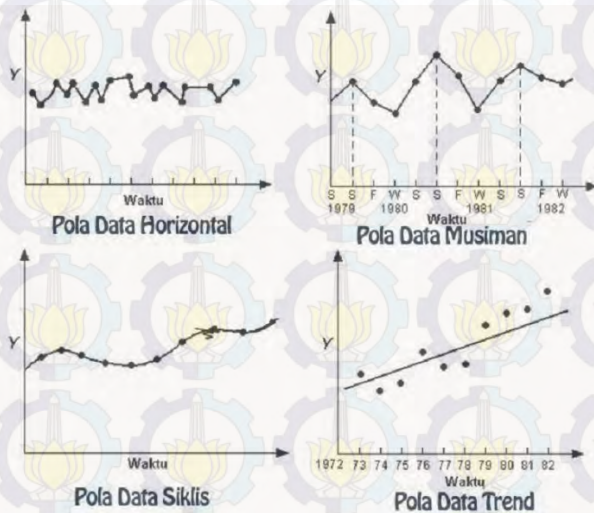 Y
Waktu
Pola Data Horizontal
Y
S S F W S S F W S S F W
1979 1980 1981 1982
Waktu
Pola Data Musiman
Y
Waktu
Pola Data Siklis
Y
1972 73 74 75 76 77 78 79 80 81 82
Waktu
Pola Data Trend